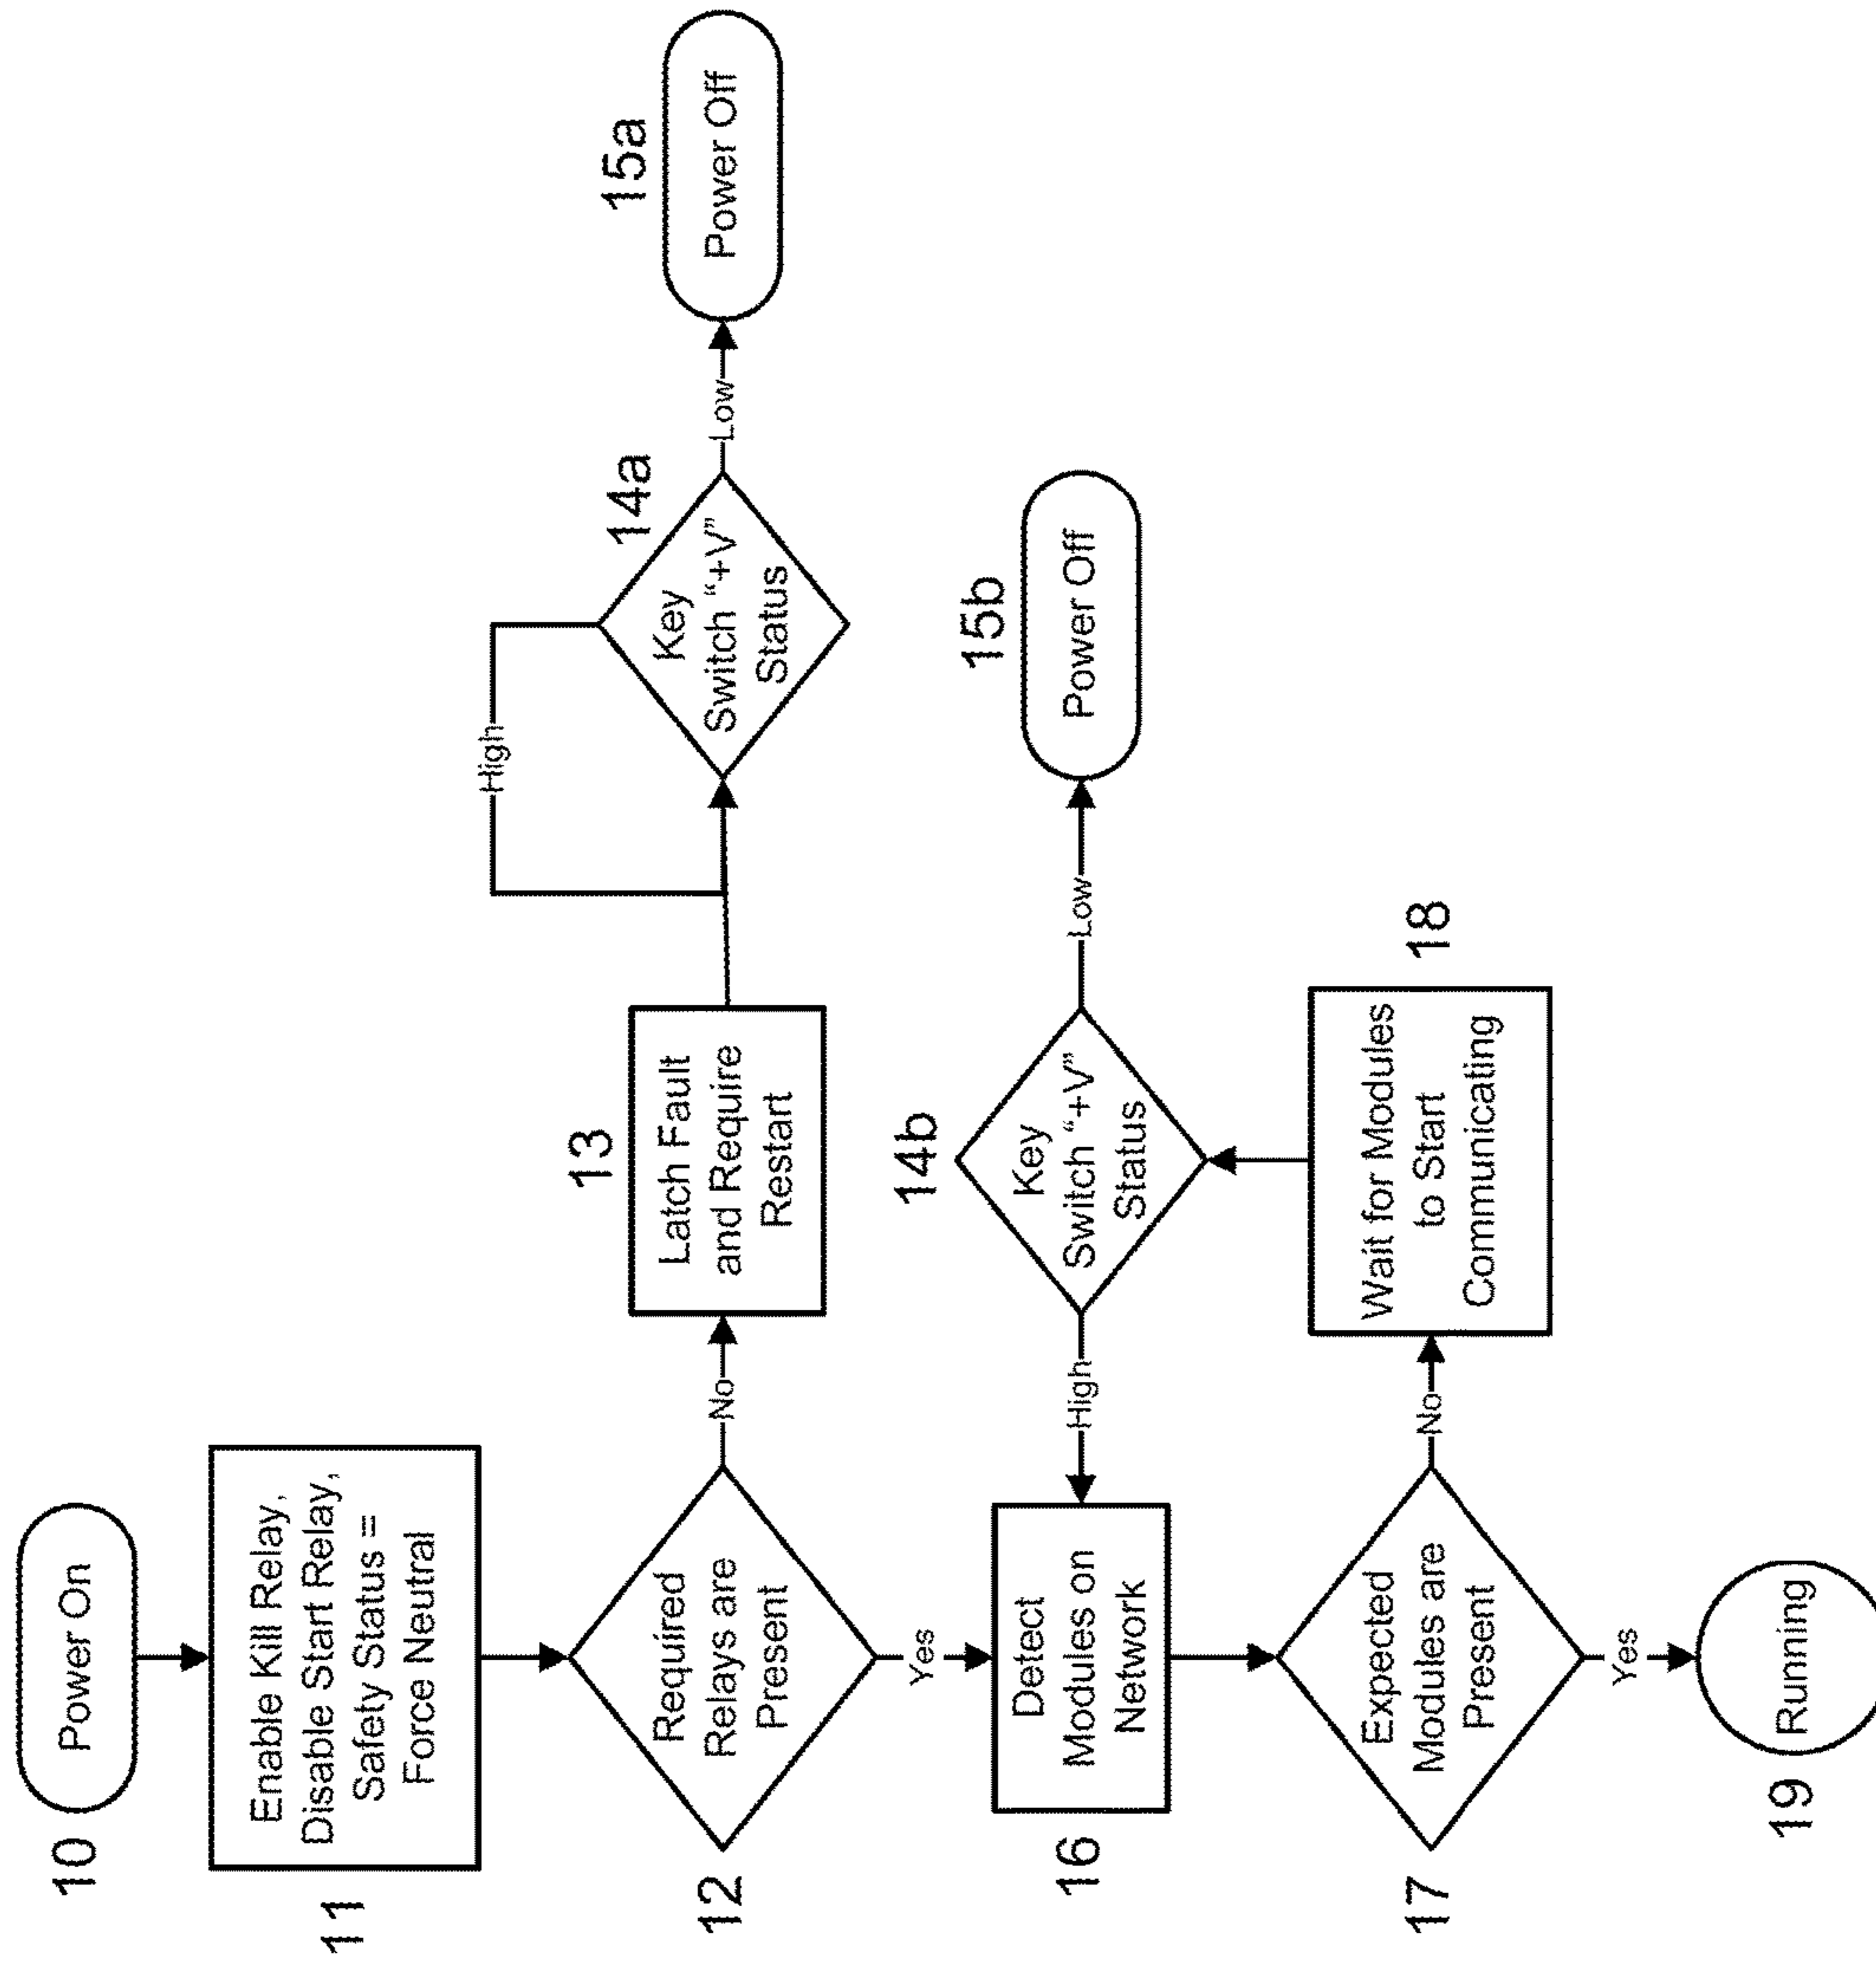 10
Power On
11
Enable Kill Relay,
Disable Start Relay,
Safety Status =
Force Neutral
12
Required
Relays are
Present
No
13
Latch Fault
and Require
Restart
High
14a
Key
Switch "+V"
Status
Low
15a
Power Off
Yes
16
Detect
Modules on
Network
High
14b
Key
Switch "+V"
Status
Low
15b
Power Off
17
Expected
Modules are
Present
No
18
Wait for Modules
to Start
Communicating
Yes
19
Running